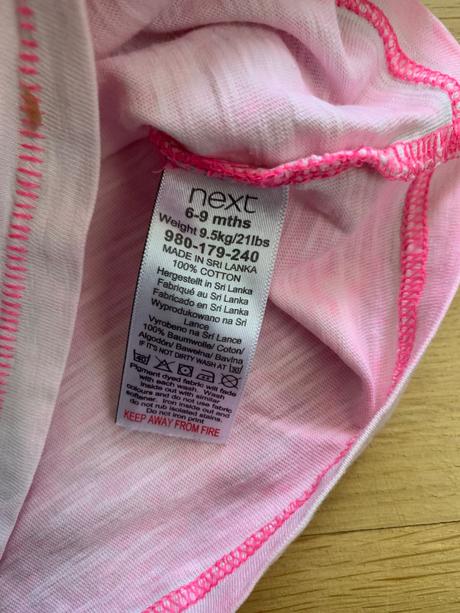 next
6-9 mths
Weight 9.5kg/21lbs
980-179-240
MADE IN SRI LANKA
100% COTTON
Hergestellt in Sri Lanka
Fabriqué au Sri Lanka
Fabricado en Sri Lanka
Wyprodukowano na Sri
Lance
Vyrobeno na Sri Lance
100% Baumwolle/ Coton/
Algodón/ Bawełna/ Bavlna
IF IT'S NOT DIRTY WASH AT
Pigment dyed fabric will fade
with each wash. Wash
inside out with similar
colours and do not use fabric
softener. Iron inside out and
do not rub isolated stains.
Do not iron print
KEEP AWAY FROM FIRE